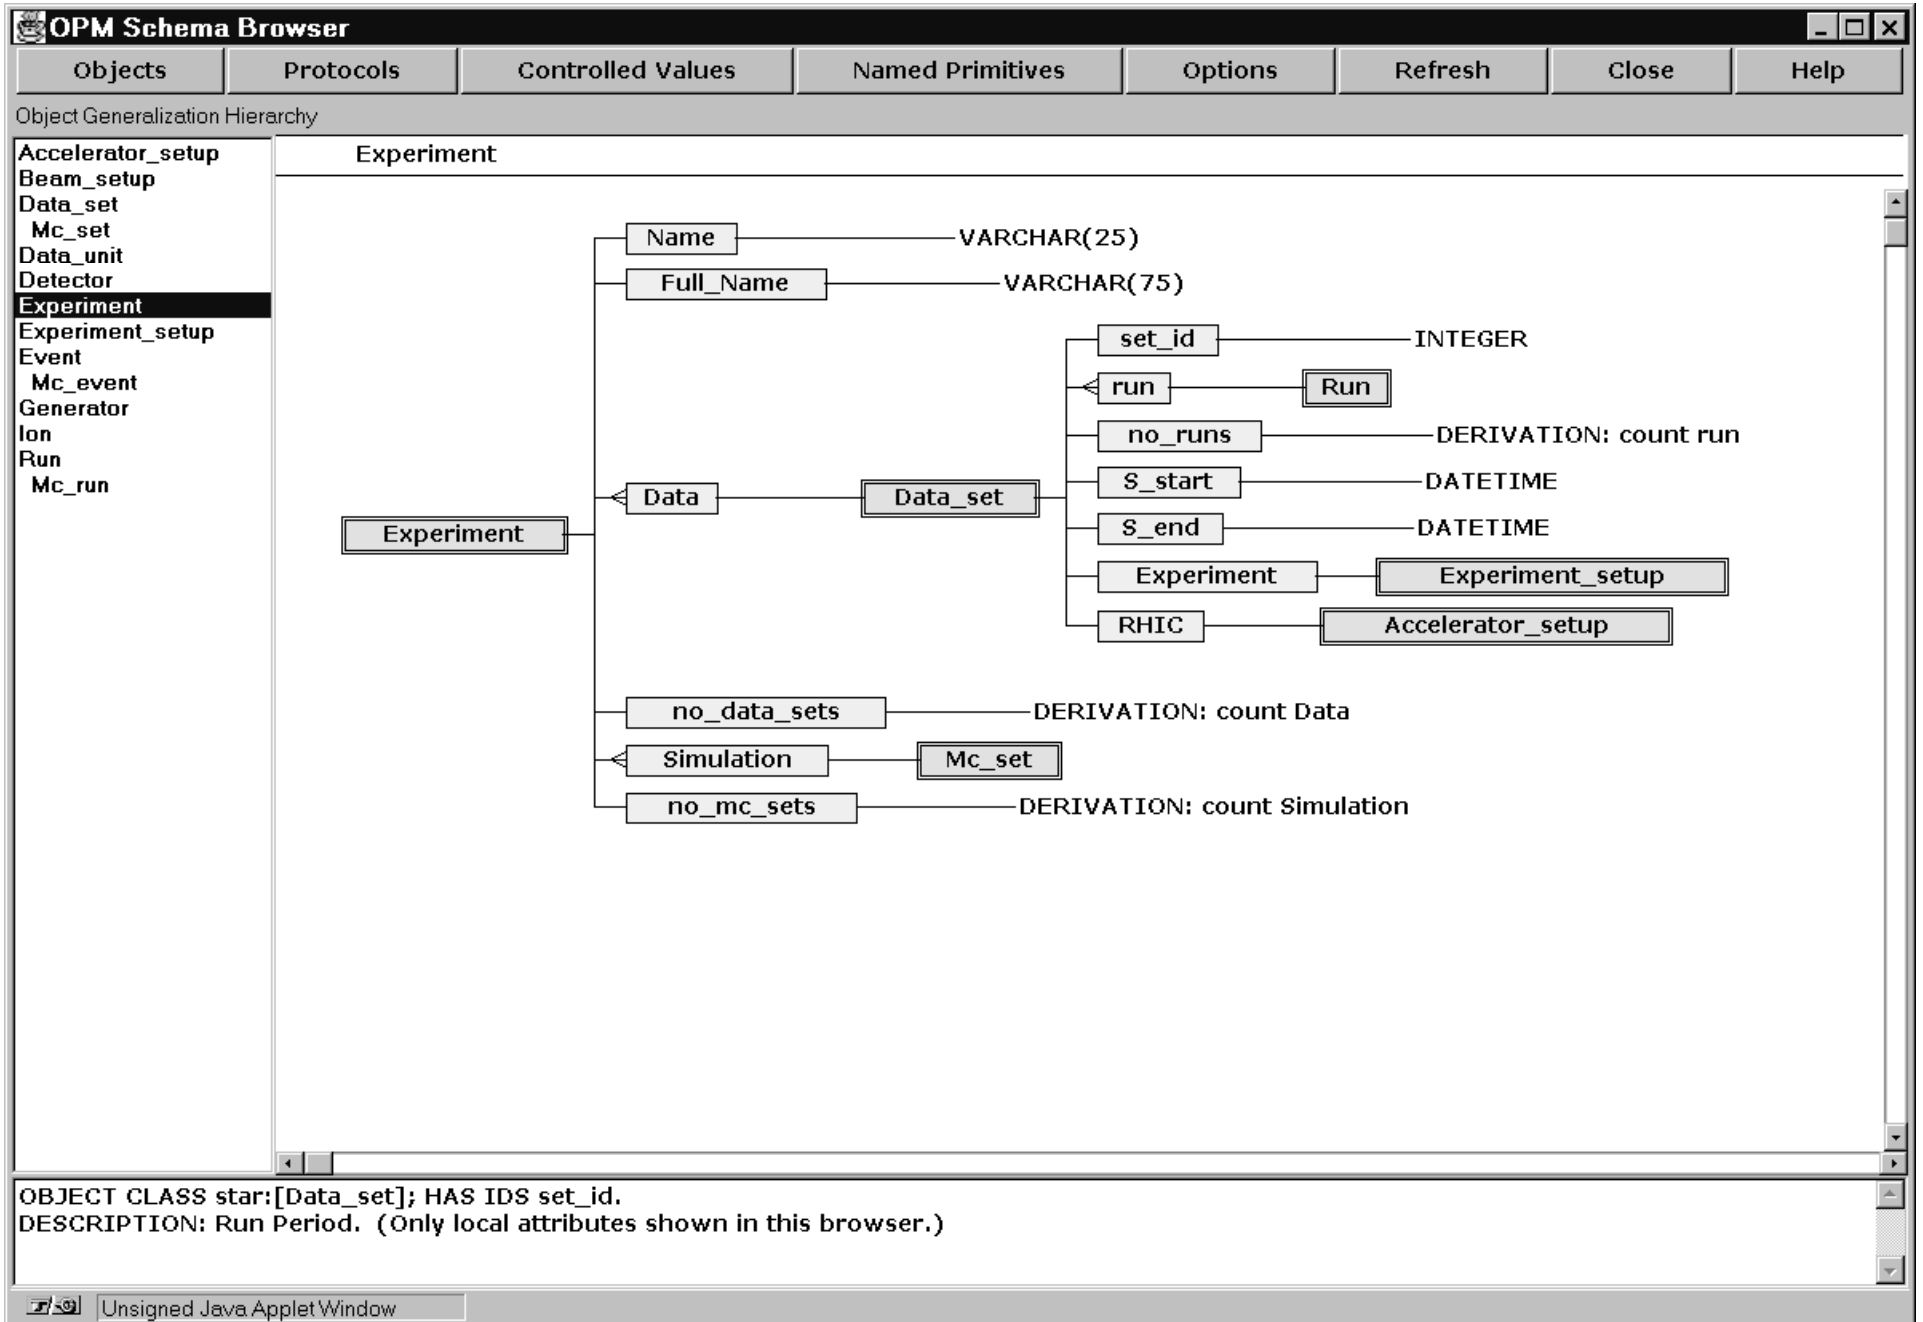 OPM Schema Browser
Objects Protocols Controlled Values Named Primitives Options Refresh Close Help
Object Generalization Hierarchy
Accelerator_setup
Beam_setup
Data_set
Mc_set
Data_unit
Detector
Experiment
Experiment_setup
Event
Mc_event
Generator
Ion
Run
Mc_run
Experiment
Name VARCHAR(25)
Full_Name VARCHAR(75)
set_id INTEGER
run Run
no_runs DERIVATION: count run
S_start DATETIME
Data Data_set
S_end DATETIME
Experiment
Experiment Experiment_setup
RHIC Accelerator_setup
no_data_sets DERIVATION: count Data
Simulation Mc_set
no_mc_sets DERIVATION: count Simulation
OBJECT CLASS star:[Data_set]; HAS IDS set_id.
DESCRIPTION: Run Period. (Only local attributes shown in this browser.)
Unsigned Java Applet Window